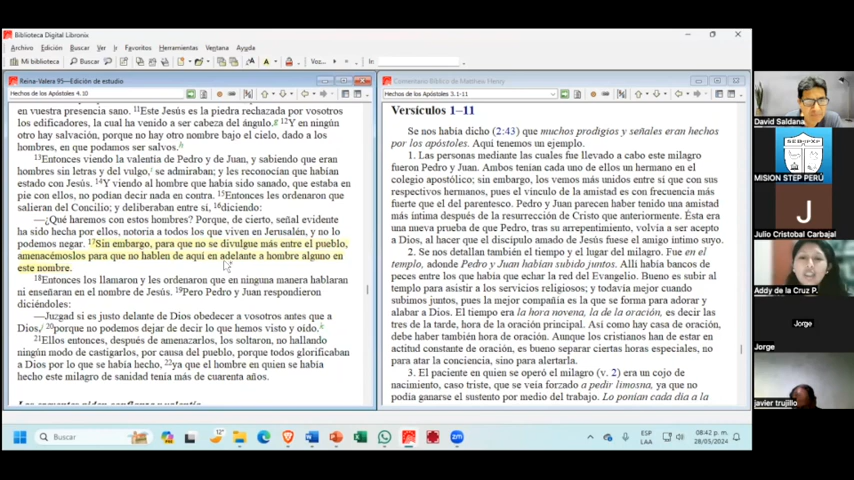 Biblioteca Digital Libronix
Archivo Edición Buscar Ver Ir Favoritos Herramientas Ventana Ayuda
Mi biblioteca Buscar Voz... In
Reina-Valera 95—Edición de estudio
Hechos de los Apóstoles 4.10
en vuestra presencia sano. 11Este Jesús es la piedra rechazada por vosotros
los edificadores, la cual ha venido a ser cabeza del ángulo. 12Y en ningún
otro hay salvación, porque no hay otro nombre bajo el cielo, dado a los
hombres, en que podamos ser salvos.
13Entonces viendo la valentía de Pedro y de Juan, y sabiendo que eran
hombres sin letras y del vulgo, se admiraban; y les reconocían que habían
estado con Jesús. 14Y viendo al hombre que había sido sanado, que estaba en
pie con ellos, no podían decir nada en contra. 15Entonces les ordenaron que
salieran del Concilio; y deliberaban entre sí, 16diciendo:
—¿Qué haremos con estos hombres? Porque, de cierto, señal evidente
ha sido hecha por ellos, notoria a todos los que viven en Jerusalén, y no lo
podemos negar. 17Sin embargo, para que no se divulgue más entre el pueblo,
amenacémoslos para que no hablen de aquí en adelante a hombre alguno en
este nombre.
18Entonces los llamaron y les ordenaron que en ninguna manera hablaran
ni enseñaran en el nombre de Jesús. 19Pero Pedro y Juan respondieron
diciéndoles:
—Juzgad si es justo delante de Dios obedecer a vosotros antes que a
Dios, 20porque no podemos dejar de decir lo que hemos visto y oído.
21Ellos entonces, después de amenazarlos, los soltaron, no hallando
ningún modo de castigarlos, por causa del pueblo, porque todos glorificaban
a Dios por lo que se había hecho, 22ya que el hombre en quien se había
hecho este milagro de sanidad tenía más de cuarenta años.
Comentario Bíblico de Matthew Henry
Hechos de los Apóstoles 3.1-11
Versículos 1–11
Se nos había dicho (2:43) que muchos prodigios y señales eran hechos
por los apóstoles. Aquí tenemos un ejemplo.
1. Las personas mediante las cuales fue llevado a cabo este milagro
fueron Pedro y Juan. Ambos tenían cada uno de ellos un hermano en el
colegio apostólico; sin embargo, los vemos más unidos entre sí que con sus
respectivos hermanos, pues el vínculo de la amistad es con frecuencia más
fuerte que el del parentesco. Pedro y Juan parecen haber tenido una amistad
más íntima después de la resurrección de Cristo que anteriormente. Ésta era
una nueva prueba de que Pedro, tras su arrepentimiento, volvía a ser acepto
a Dios, al hacer que el discípulo amado de Jesús fuese el amigo íntimo suyo.
2. Se nos detallan también el tiempo y el lugar del milagro. Fue en el
templo, adonde Pedro y Juan habían subido juntos. Allí había bancos de
peces entre los que había que echar la red del Evangelio. Bueno es subir al
templo para asistir a los servicios religiosos; y todavía mejor cuando
subimos juntos, pues la mejor compañía es la que se forma para adorar y
alabar a Dios. El tiempo era la hora novena, la de la oración, es decir las
tres de la tarde, hora de la oración principal. Así como hay casa de oración,
debe haber también hora de oración. Aunque los cristianos han de estar en
actitud constante de oración, es bueno separar ciertas horas especiales, no
para atar la conciencia, sino para alertarla.
3. El paciente en quien se operó el milagro (v. 2) era un cojo de
nacimiento, caso triste, que se veía forzado a pedir limosna, ya que no
podía ganarse el sustento por medio del trabajo. Lo ponían cada día a la
David Saldaña
MISION STEP PERÚ
J
Julio Cristobal Carbajal
Addy de la Cruz P.
Jorge
Jorge
javier trujillo
Buscar
12°
ESP
LAA
08:42 p. m.
28/05/2024